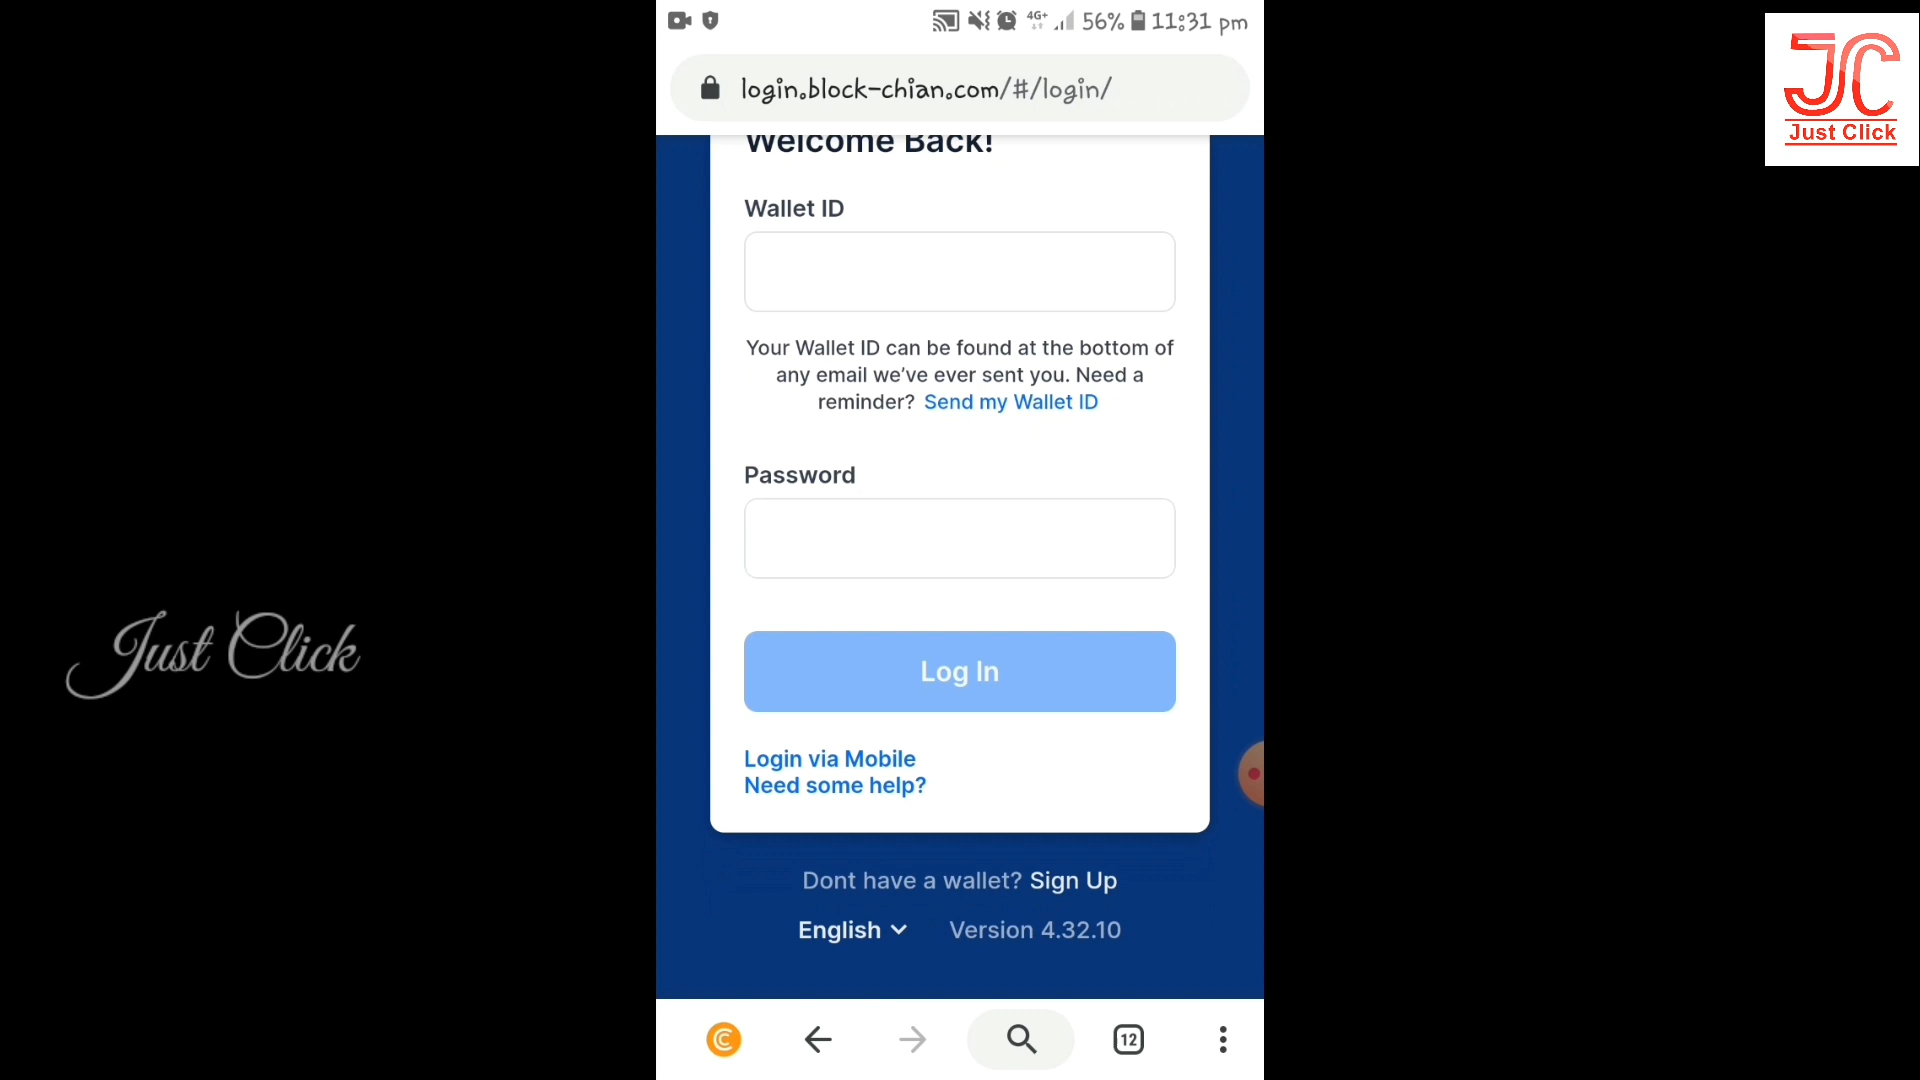 4G+ 56% 11:31 pm
login.block-chian.com/#/login/
JC
Just Click
Welcome Back!
Wallet ID
Your Wallet ID can be found at the bottom of
any email we’ve ever sent you. Need a
reminder? Send my Wallet ID
Password
Just Click
Log In
Login via Mobile
Need some help?
Dont have a wallet? Sign Up
English Version 4.32.10
C
12